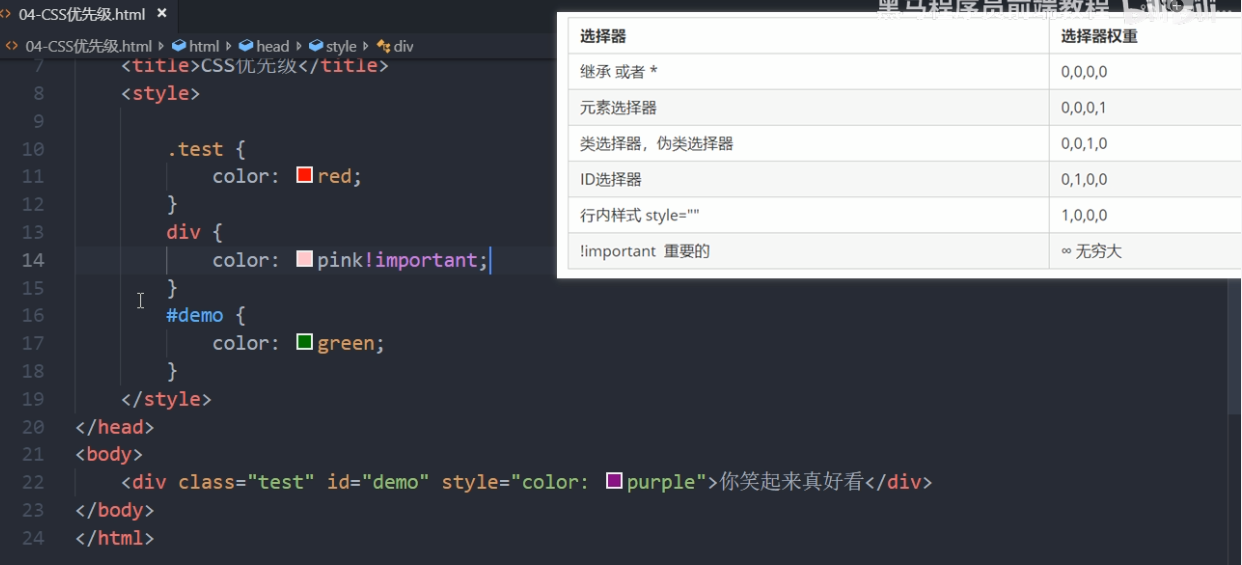 04-CSS优先级.html ×
黑马程序员前端教程
04-CSS优先级.html html head style div
7 <title>CSS优先级</title>
8 <style>
9
10 .test {
11 color: red;
12 }
13 div {
14 color: pink!important;
15 }
16 #demo {
17 color: green;
18 }
19 </style>
20 </head>
21 <body>
22 <div class="test" id="demo" style="color: purple">你笑起来真好看</div>
23 </body>
24 </html>
选择器 选择器权重
继承 或者 * 0,0,0,0
元素选择器 0,0,0,1
类选择器，伪类选择器 0,0,1,0
ID选择器 0,1,0,0
行内样式 style="" 1,0,0,0
!important 重要的 ∞ 无穷大